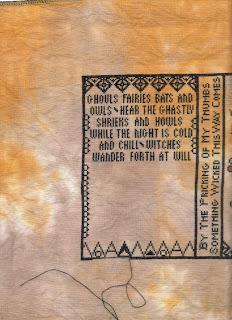 GHOULS FAIRIES BATS AND
OWLS HEAR THE GHASTLY
SHRIEKS AND HOWLS
WHILE THE NIGHT IS COLD
AND CHILL WITCHES
WANDER FORTH AT WILL
BY THE PRICKING OF MY THUMBS
SOMETHING WICKED THIS WAY COMES